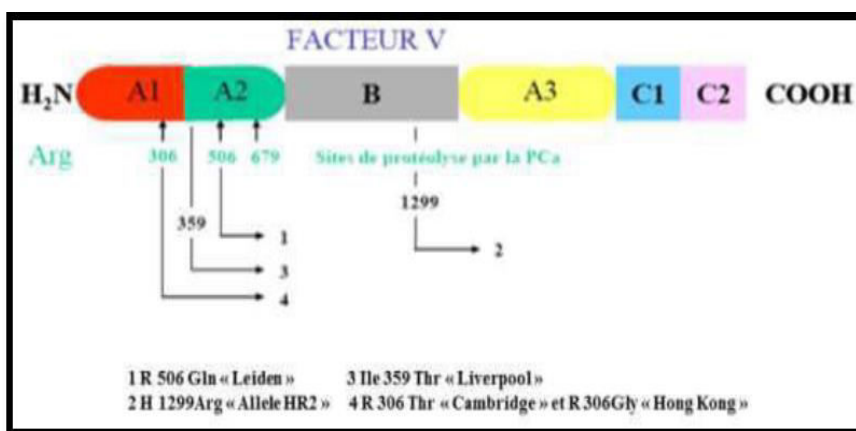 FACTEUR V
H₂N A1 A2 B A3 C1 C2 COOH
Arg 306 506 679 Sites de protéolyse par la PCa
359 1299
1 2
3
4
1 R 506 Gln « Leiden » 3 Ile 359 Thr « Liverpool »
2 H 1299Arg « Allele HR2 » 4 R 306 Thr « Cambridge » et R 306Gly « Hong Kong »